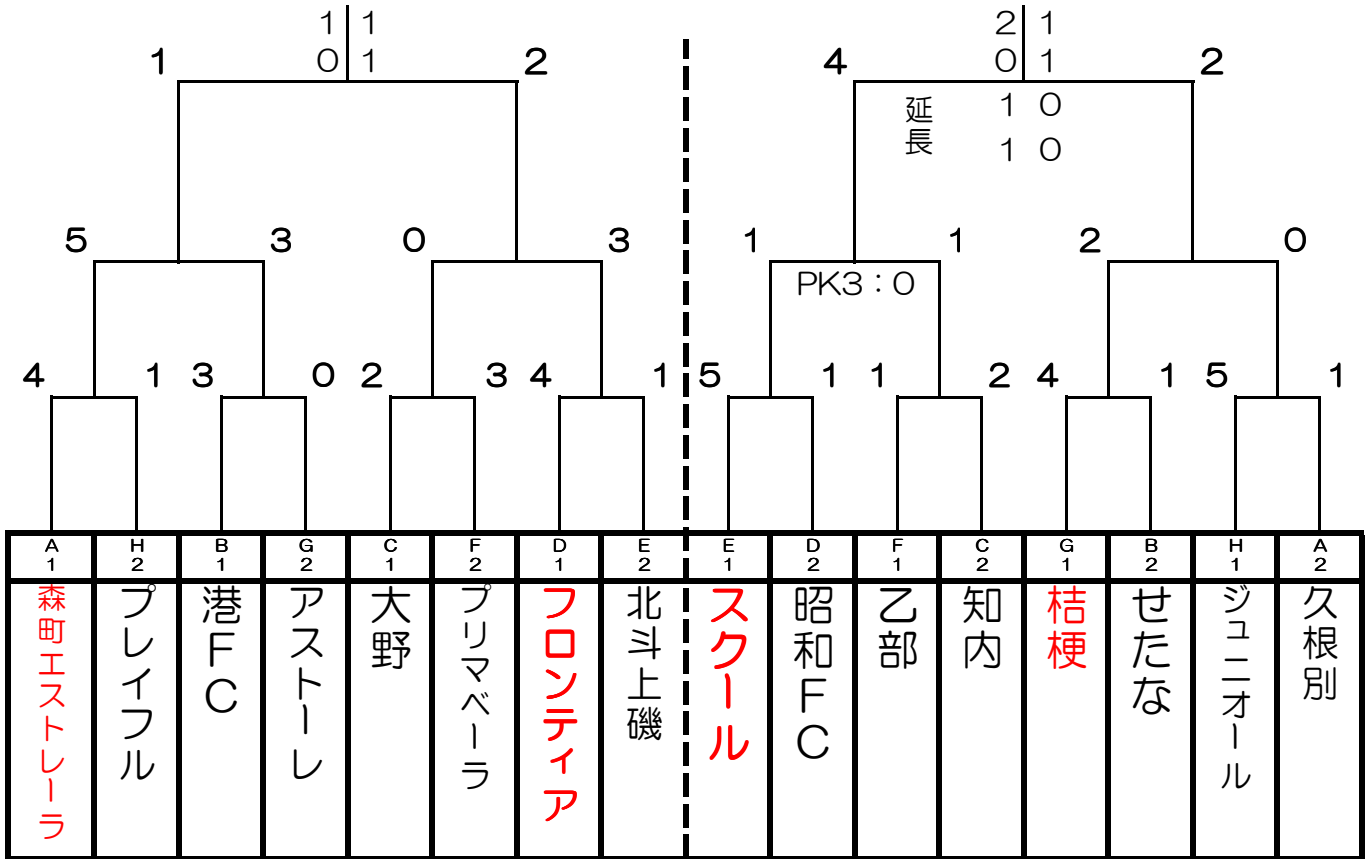 1 1 2 1
1 0 1 2 4 0 1 2
延長 1 0
1 0
5 3 0 3 1 1 2 0
PK3:0
4 1 3 0 2 3 4 1 5 1 1 2 4 1 5 1
A1 H2 B1 G2 C1 F2 D1 E2 E1 D2 F1 C2 G1 B2 H1 A2
森町エストレーラ
プレイフル
港FC
アストーレ
大野
プリマベーラ
フロンティア
北斗上磯
スクール
昭和FC
乙部
知内
桔梗
せたな
ジュニオール
久根別